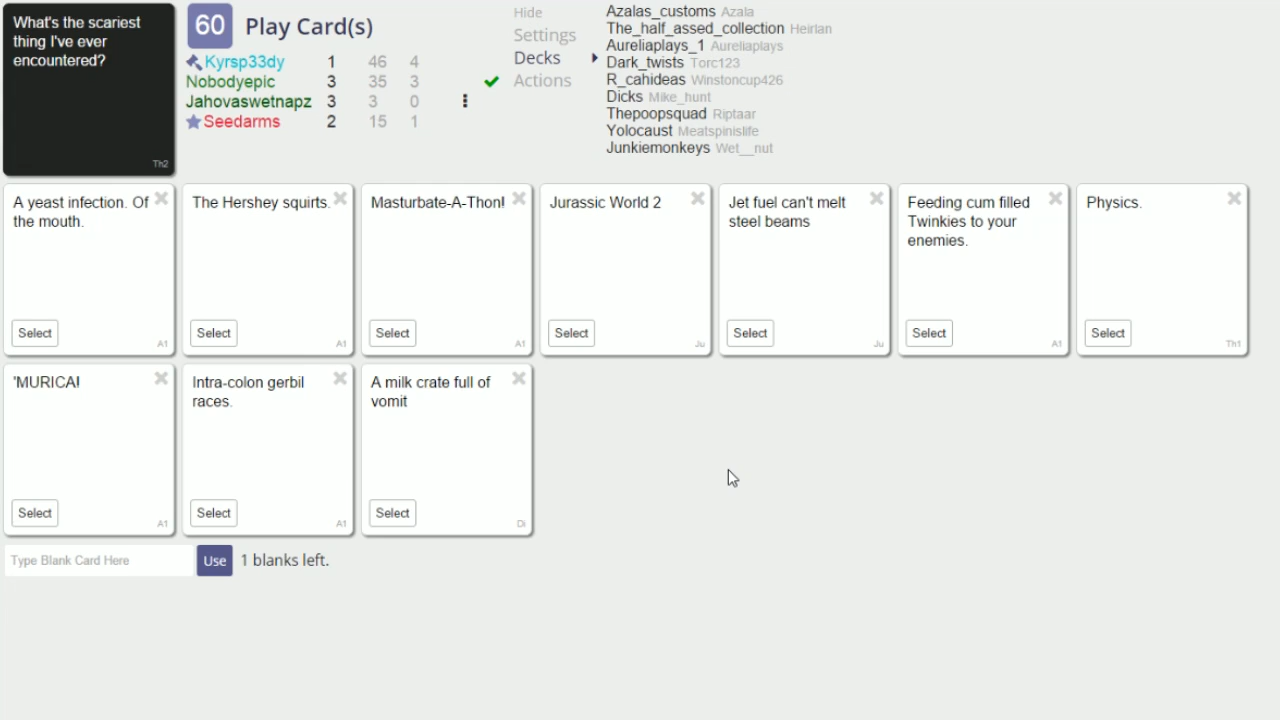 What's the scariest
thing I've ever
encountered?
Th2
60 Play Card(s)
Kyrsp33dy 1 46 4
Nobodyepic 3 35 3
Jahovaswetnapz 3 3 0
Seedarms 2 15 1
Hide
Settings
Decks
Actions
Azalas_customs Azala
The_half_assed_collection Heirlan
Aureliaplays_1 Aureliaplays
Dark_twists Torc123
R_cahideas Winstoncup426
Dicks Mike_hunt
Thepoopsquad Riptaar
Yolocaust Meatspinislife
Junkiemonkeys Wet__nut
A yeast infection. Of
the mouth.
Select
A1
The Hershey squirts.
Select
A1
Masturbate-A-Thon!
Select
A1
Jurassic World 2
Select
Ju
Jet fuel can't melt
steel beams
Select
Ju
Feeding cum filled
Twinkies to your
enemies.
Select
A1
Physics.
Select
Th1
'MURICA!
Select
A1
Intra-colon gerbil
races.
Select
A1
A milk crate full of
vomit
Select
Di
Type Blank Card Here
Use
1 blanks left.